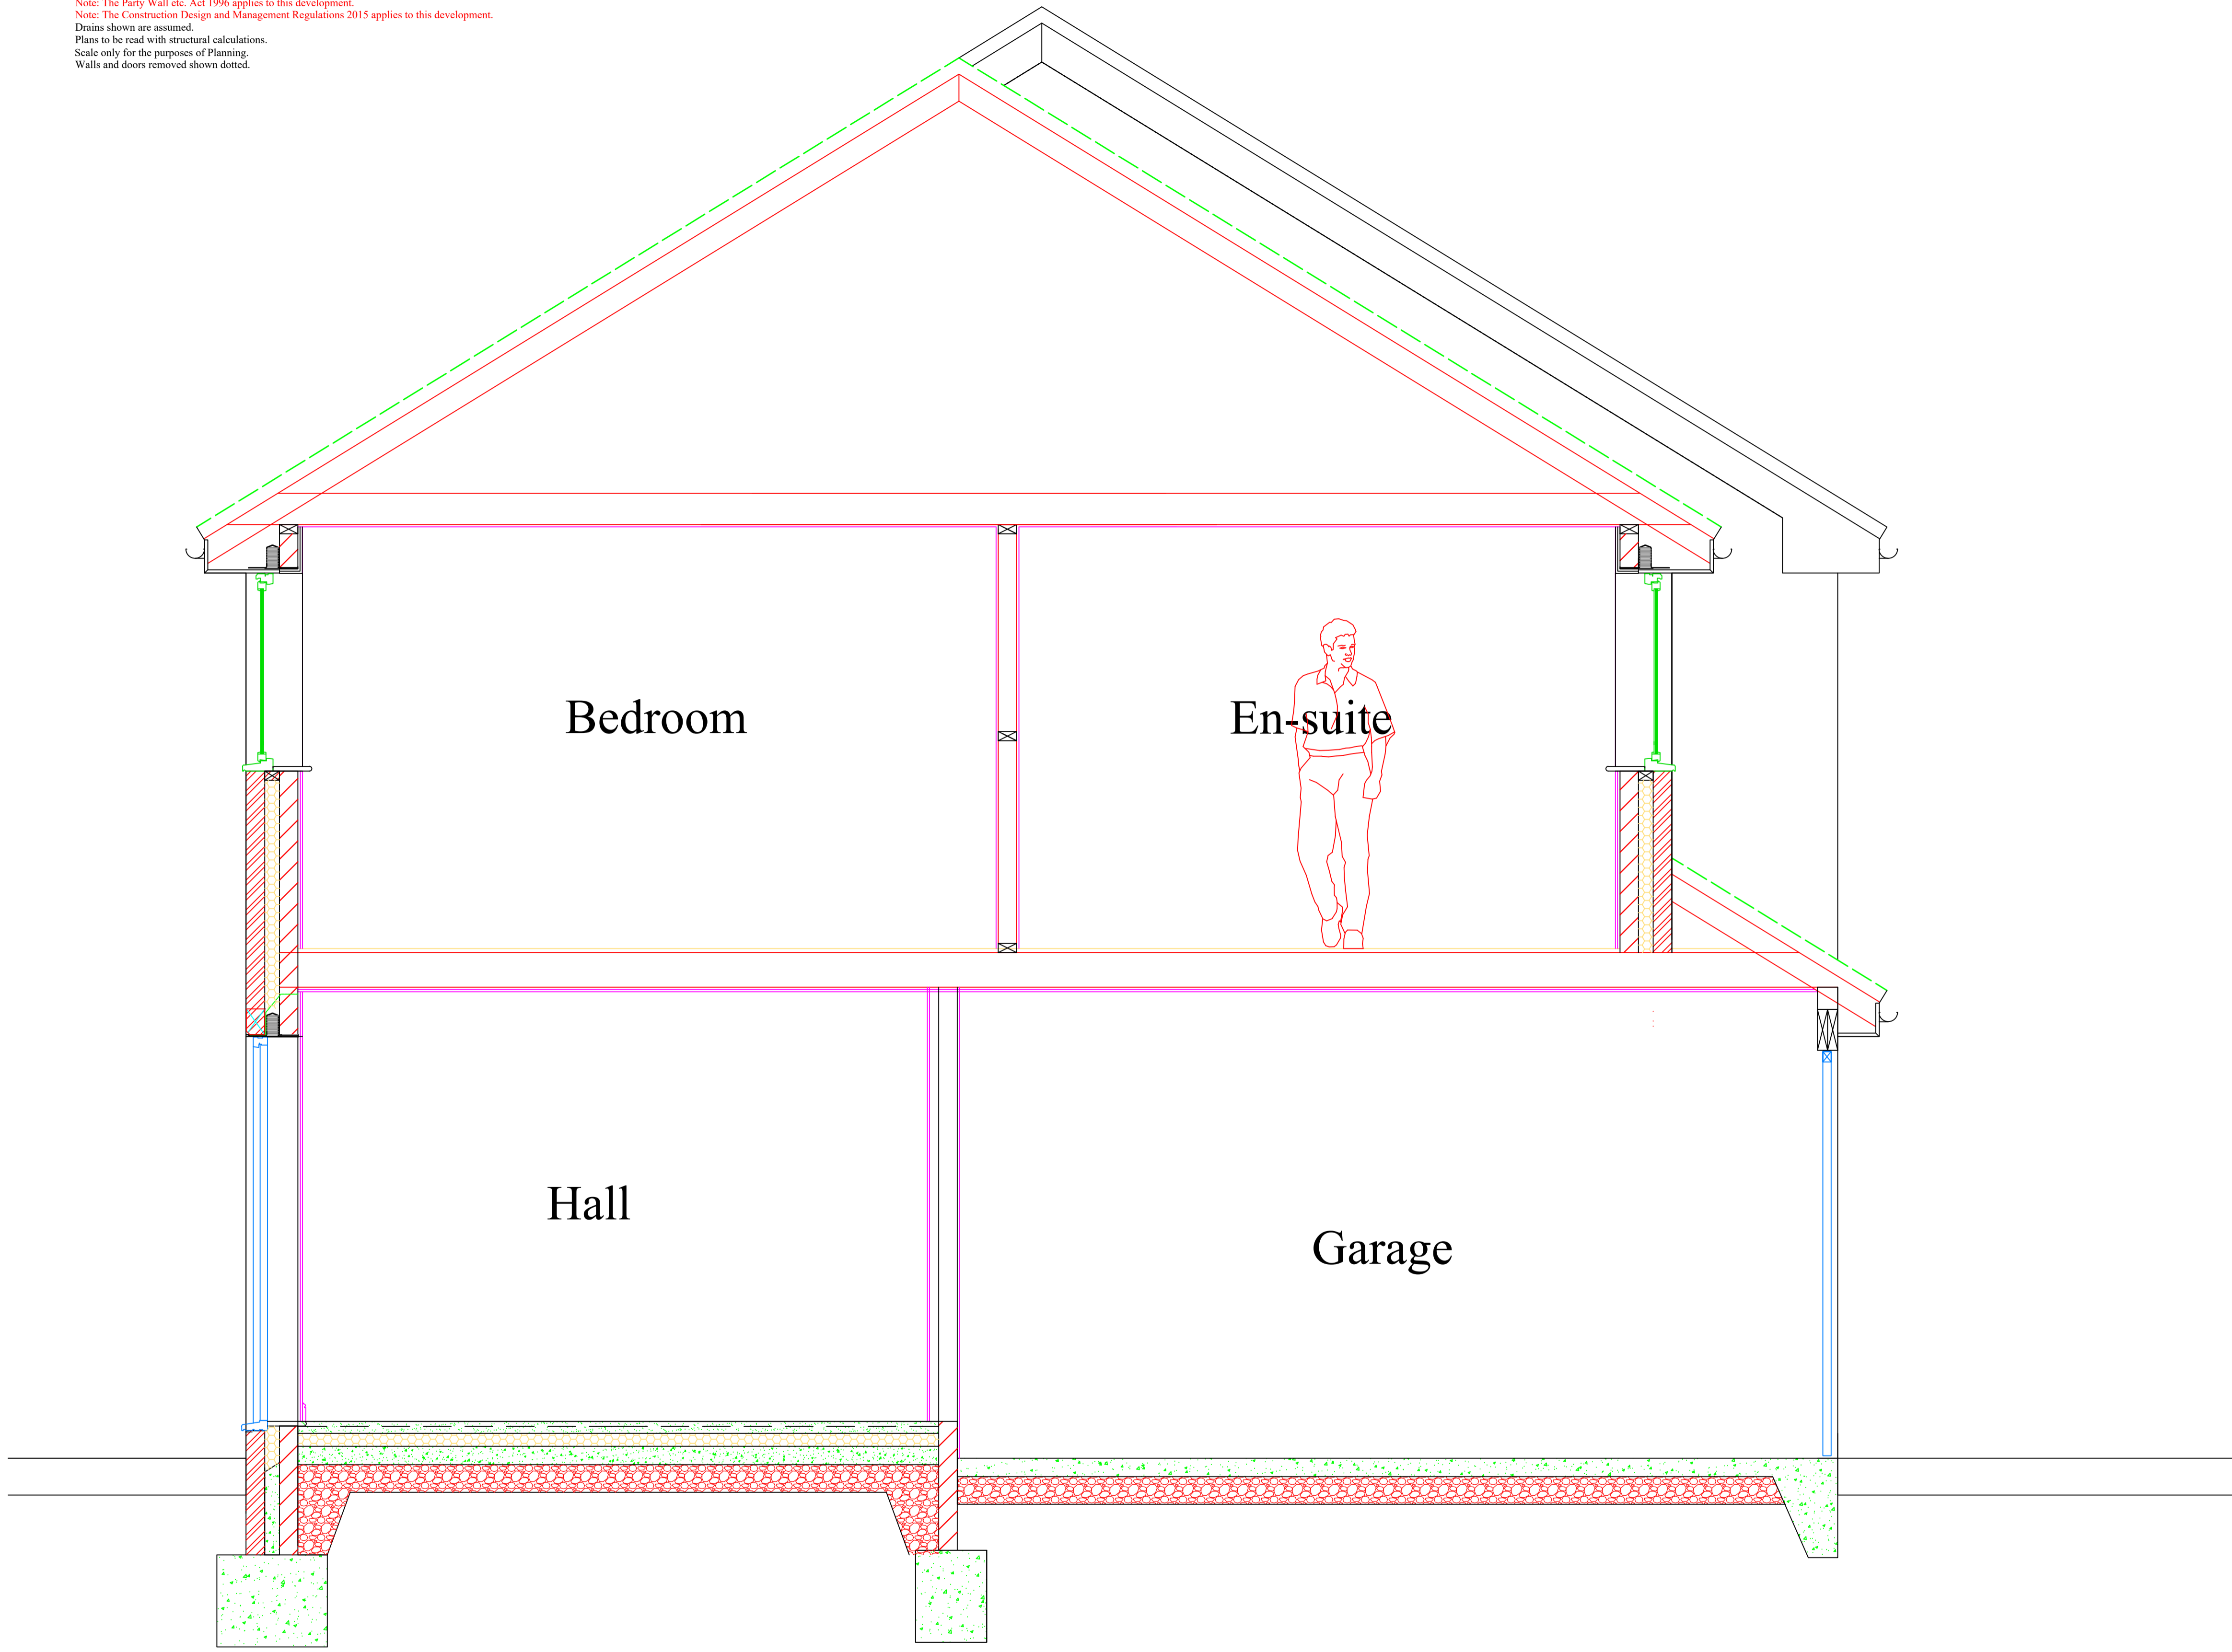 Note: The Party Wall etc. Act 1996 applies to this development.
Note: The Construction Design and Management Regulations 2015 applies to this development.
Drains shown are assumed.
Plans to be read with structural calculations.
Scale only for the purposes of Planning.
Walls and doors removed shown dotted.
Bedroom
En-suite
Hall
Garage